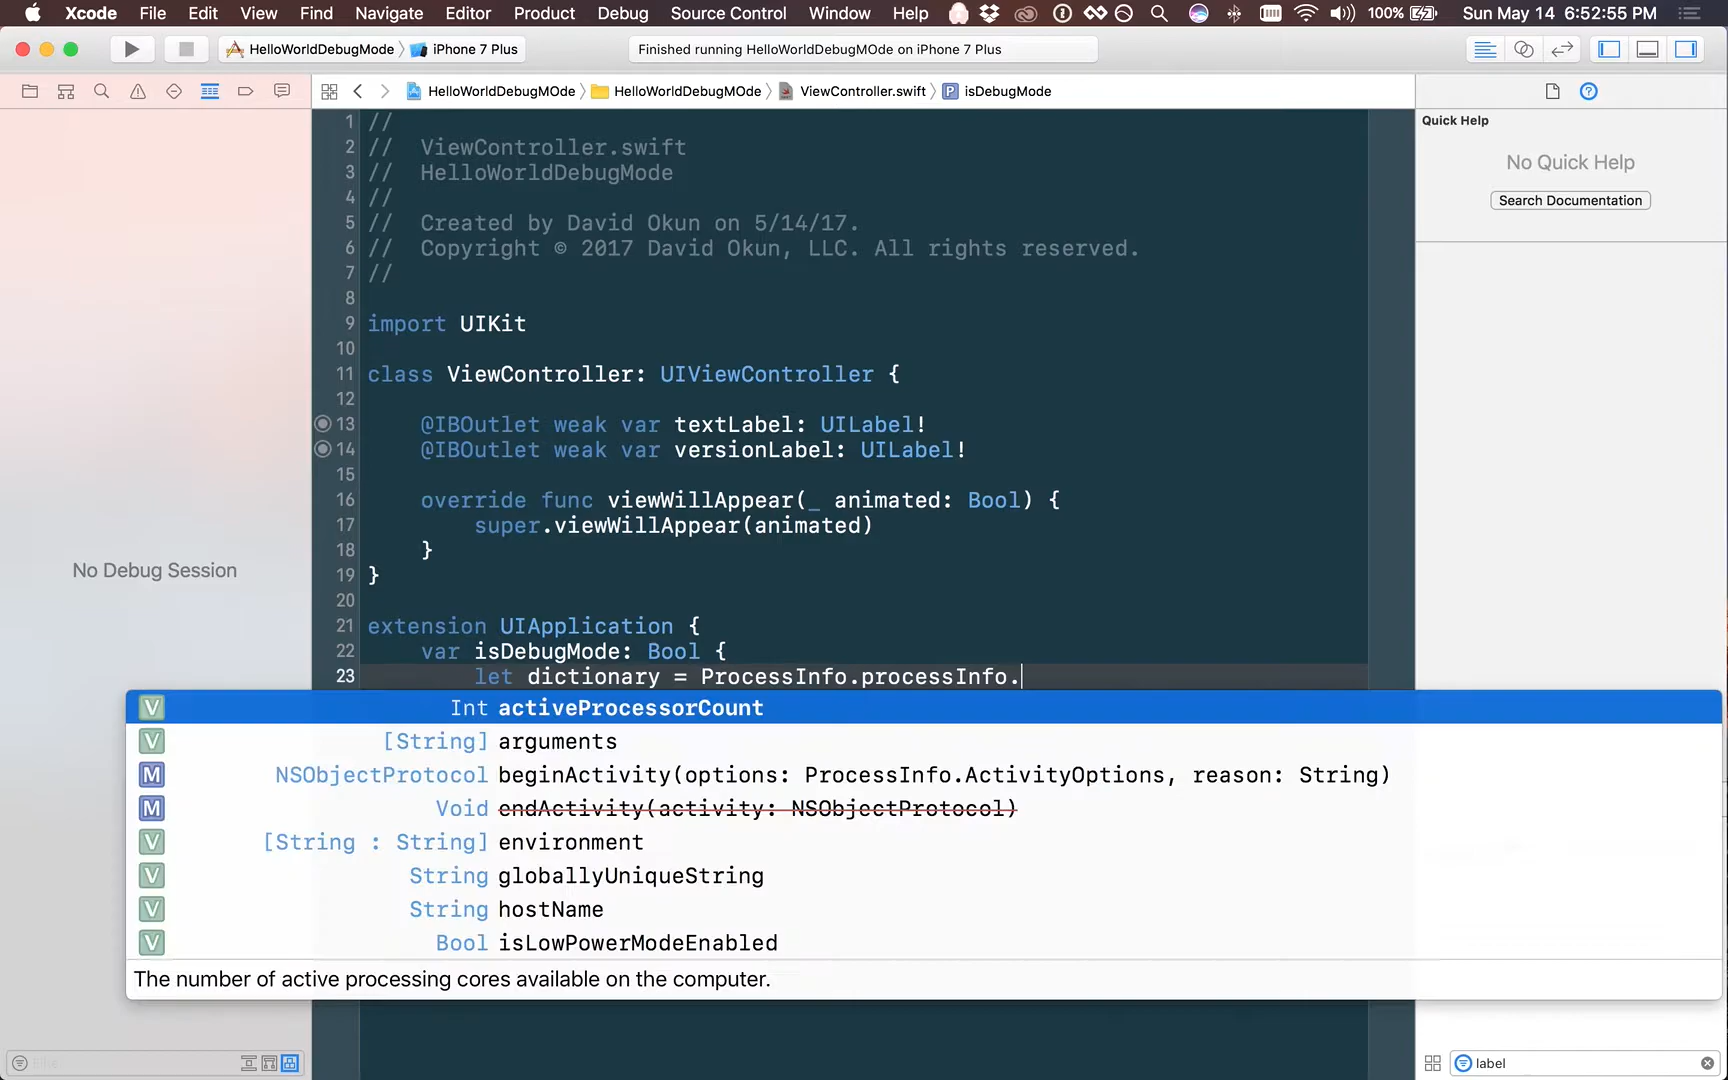 Xcode File Edit View Find Navigate Editor Product Debug Source Control Window Help 100% Sun May 14 6:52:55 PM
HelloWorldDebugMode iPhone 7 Plus Finished running HelloWorldDebugMOde on iPhone 7 Plus
HelloWorldDebugMOde HelloWorldDebugMOde ViewController.swift P isDebugMode
Quick Help
No Quick Help
Search Documentation
1 //
2 // ViewController.swift
3 // HelloWorldDebugMode
4 //
5 // Created by David Okun on 5/14/17.
6 // Copyright © 2017 David Okun, LLC. All rights reserved.
7 //
8
9 import UIKit
10
11 class ViewController: UIViewController {
12
13 @IBOutlet weak var textLabel: UILabel!
14 @IBOutlet weak var versionLabel: UILabel!
15
16 override func viewWillAppear(_ animated: Bool) {
17 super.viewWillAppear(animated)
18 }
19 }
20
21 extension UIApplication {
22 var isDebugMode: Bool {
23 let dictionary = ProcessInfo.processInfo.
No Debug Session
V Int activeProcessorCount
V [String] arguments
M NSObjectProtocol beginActivity(options: ProcessInfo.ActivityOptions, reason: String)
M Void endActivity(activity: NSObjectProtocol)
V [String : String] environment
V String globallyUniqueString
V String hostName
V Bool isLowPowerModeEnabled
The number of active processing cores available on the computer.
label